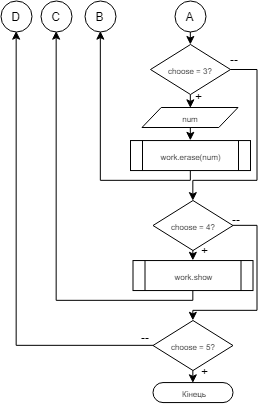 D C B A
choose = 3?
--
+
num
work.erase(num)
choose = 4?
--
+
work.show
choose = 5?
--
+
Кінець